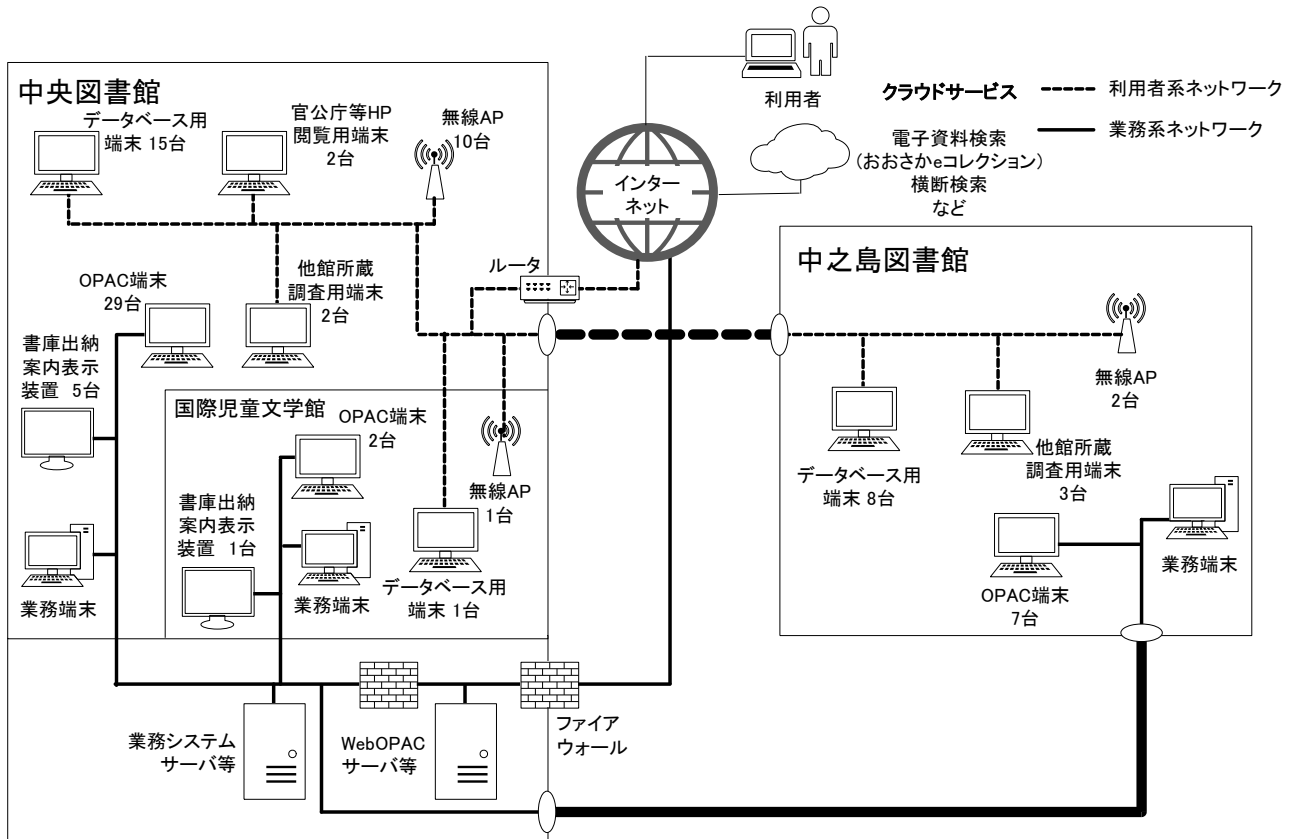 中央図書館
データベース用
端末 15台
官公庁等HP
閲覧用端末
2台
無線AP
10台
利用者
クラウドサービス
利用者系ネットワーク
業務系ネットワーク
電子資料検索
(おおさかeコレクション)
横断検索
など
インター
ネット
ルータ
OPAC端末
29台
他館所蔵
調査用端末
2台
書庫出納
案内表示
装置 5台
業務端末
国際児童文学館
OPAC端末
2台
書庫出納
案内表示
装置 1台
業務端末
無線AP
1台
データベース用
端末 1台
中之島図書館
無線AP
2台
データベース用
端末 8台
他館所蔵
調査用端末
3台
OPAC端末
7台
業務端末
業務システム
サーバ等
WebOPAC
サーバ等
ファイア
ウォール